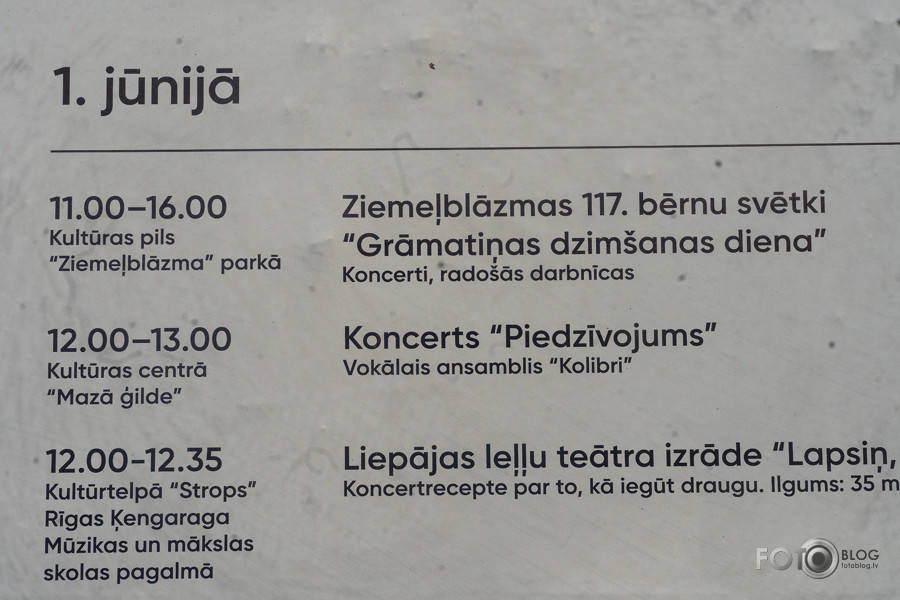 1. jūnijā
11.00–16.00
Kultūras pils
“Ziemeļblāzma” parkā
Ziemeļblāzmas 117. bērnu svētki
“Grāmatiņas dzimšanas diena”
Koncerti, radošās darbnīcas
12.00–13.00
Kultūras centrā
“Mazā ģilde”
Koncerts “Piedzīvojums”
Vokālais ansamblis “Kolibri”
12.00-12.35
Kultūrtelpā “Strops”
Rīgas Ķengaraga
Mūzikas un mākslas
skolas pagalmā
Liepājas leļļu teātra izrāde “Lapsiņ,
Koncertrecepte par to, kā iegūt draugu. Ilgums: 35 m
FOTO BLOG
fotoblog.lv